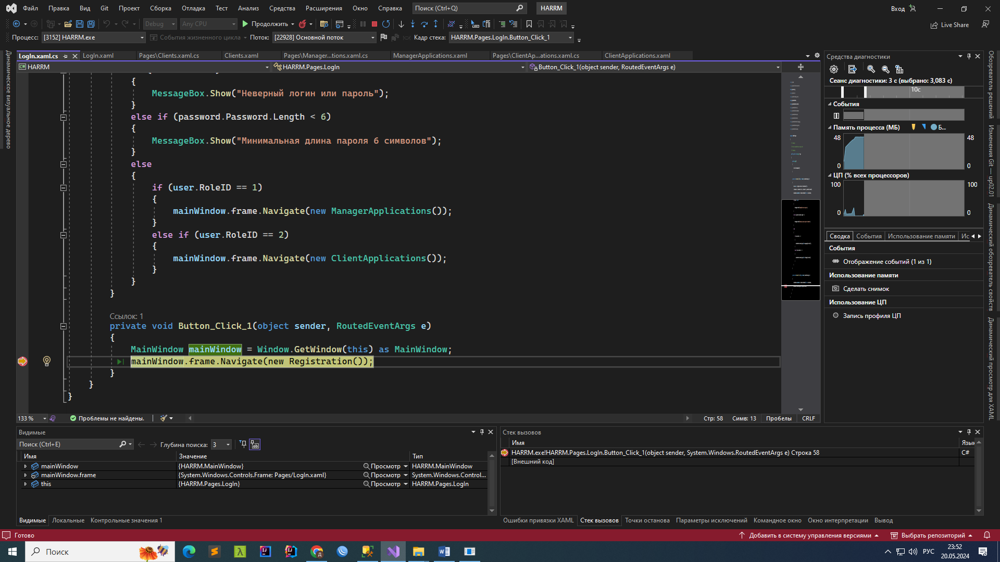 Файл Правка Вид Git Проект Сборка Отладка Тест Анализ Средства Расширения Окно Справка Поиск (Ctrl+Q) HARRM Вход
Debug Any CPU Продолжить Live Share
Процесс: [3152] HARRM.exe События жизненного цикла Поток: [22928] Основной поток Кадр стека: HARRM.Pages.LogIn.Button_Click_1
LogIn.xaml.cs LogIn.xaml Pages\Clients.xaml.cs Clients.xaml Pages\Manager...tions.xaml.cs ManagerApplications.xaml Pages\ClientAp...ations.xaml.cs ClientApplications.xaml
HARRM HARRM.Pages.LogIn Button_Click_1(object sender, RoutedEventArgs e)
Динамическое визуальное дерево
{
MessageBox.Show("Неверный логин или пароль");
}
else if (password.Password.Length < 6)
{
MessageBox.Show("Минимальная длина пароля 6 символов");
}
else
{
if (user.RoleID == 1)
{
mainWindow.frame.Navigate(new ManagerApplications());
}
else if (user.RoleID == 2)
{
mainWindow.frame.Navigate(new ClientApplications());
}
}
}
Ссылок: 1
private void Button_Click_1(object sender, RoutedEventArgs e)
{
MainWindow mainWindow = Window.GetWindow(this) as MainWindow;
mainWindow.frame.Navigate(new Registration());
}
}
}
133 % Проблемы не найдены. Стр: 58 Симв: 13 Пробелы CRLF
Средства диагностики
Сеанс диагностики: 3 с (выбрано: 3,083 с)
10с
События
Память процесса (МБ) Б...
48 48
0 0
ЦП (% всех процессоров)
100 100
0 0
Сводка События Использование памяти Ис
События
Отображение событий (1 из 1)
Использование памяти
Сделать снимок
Использование ЦП
Запись профиля ЦП
Обозреватель решений
Изменения Git — up02.01
Динамический обозреватель свойств
Динамический просмотр для XAML
Видимые
Поиск (Ctrl+E) Глубина поиска: 3
Имя Значение Тип
mainWindow {HARRM.MainWindow} Просмотр HARRM.MainWindow
mainWindow.frame {System.Windows.Controls.Frame: Pages/LogIn.xaml} Просмотр System.Windows.Control...
this {HARRM.Pages.LogIn} Просмотр HARRM.Pages.LogIn
Видимые Локальные Контрольные значения 1
Стек вызовов
Имя Язык
HARRM.exe!HARRM.Pages.LogIn.Button_Click_1(object sender, System.Windows.RoutedEventArgs e) Строка 58 C#
[Внешний код]
Ошибки привязки XAML Стек вызовов Точки останова Параметры исключений Командное окно Окно интерпретации Вывод
Готово Добавить в систему управления версиями Выбрать репозиторий
Поиск РУС 23:52
20.05.2024